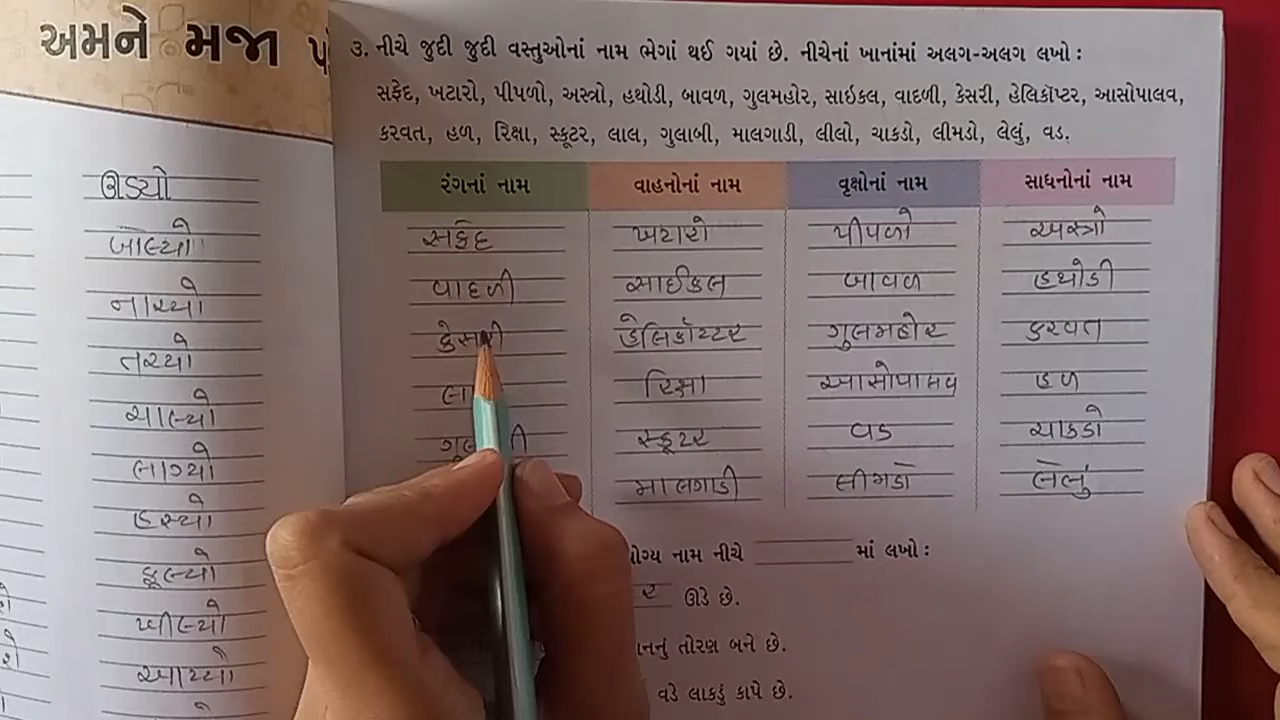 અમને મજા
ઊડ્યો
બોલ્યો
નાચ્યો
તર્યો
ચાલ્યો
લાગ્યો
હસ્યો
કૂદ્યો
ખીલ્યો
આવ્યો
૩. નીચે જુદી જુદી વસ્તુઓનાં નામ ભેગાં થઈ ગયાં છે. નીચેનાં ખાનાંમાં અલગ-અલગ લખો :
સફેદ, ખટારો, પીપળો, અસ્ત્રો, હથોડી, બાવળ, ગુલમહોર, સાઇકલ, વાદળી, કેસરી, હેલિકૉપ્ટર, આસોપાલવ,
કરવત, હળ, રિક્ષા, સ્કૂટર, લાલ, ગુલાબી, માલગાડી, લીલો, ચાકડો, લીમડો, લેલું, વડ.
રંગનાં નામ વાહનોનાં નામ વૃક્ષોનાં નામ સાધનોનાં નામ
સફેદ ખટારો પીપળો અસ્ત્રો
વાદળી સાઈકલ બાવળ હથોડી
કેસરી હેલિકૉપ્ટર ગુલમહોર કરવત
રિક્ષા આસોપાલવ હળ
સ્કૂટર વડ ચાકડો
માલગાડી લીમડો લેલું
નામ નીચે ______ માં લખો :
ર ઊડે છે.
તોરણ બને છે.
વડે લાકડું કાપે છે.